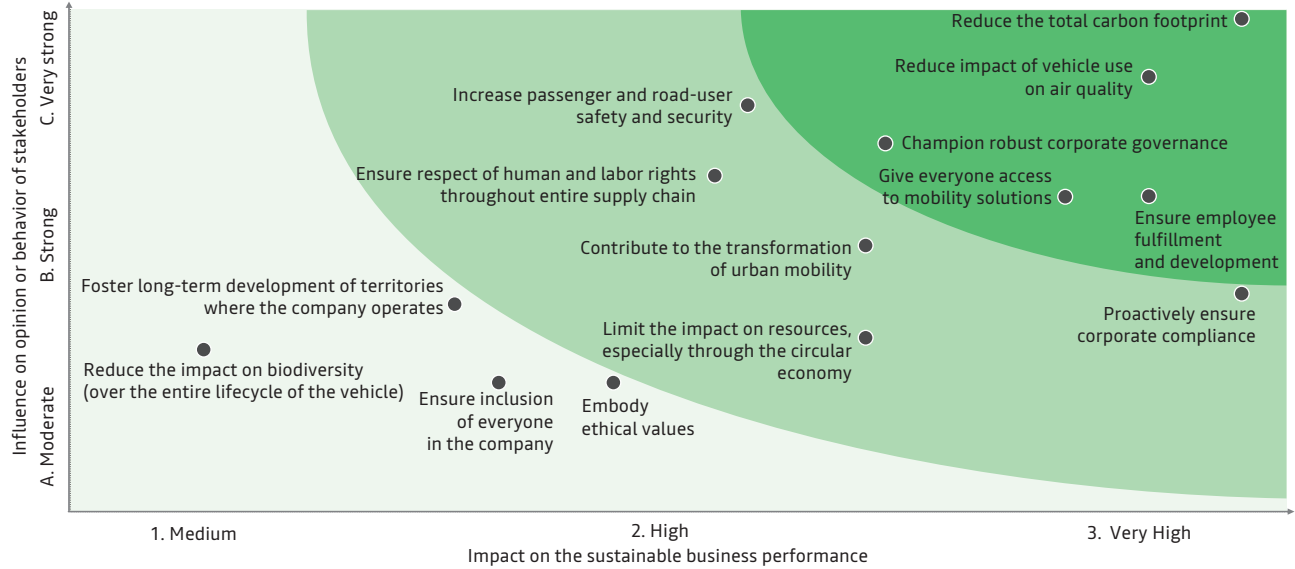 Influence on opinion or behavior of stakeholders
C. Very strong
B. Strong
A. Moderate
Reduce the total carbon footprint
Reduce impact of vehicle use
on air quality
Increase passenger and road-user
safety and security
Champion robust corporate governance
Ensure respect of human and labor rights
throughout entire supply chain
Give everyone access
to mobility solutions
Ensure employee
fulfillment
and development
Contribute to the transformation
of urban mobility
Foster long-term development of territories
where the company operates
Proactively ensure
corporate compliance
Limit the impact on resources,
especially through the circular
economy
Reduce the impact on biodiversity
(over the entire lifecycle of the vehicle)
Ensure inclusion
of everyone
in the company
Embody
ethical values
1. Medium
2. High
3. Very High
Impact on the sustainable business performance